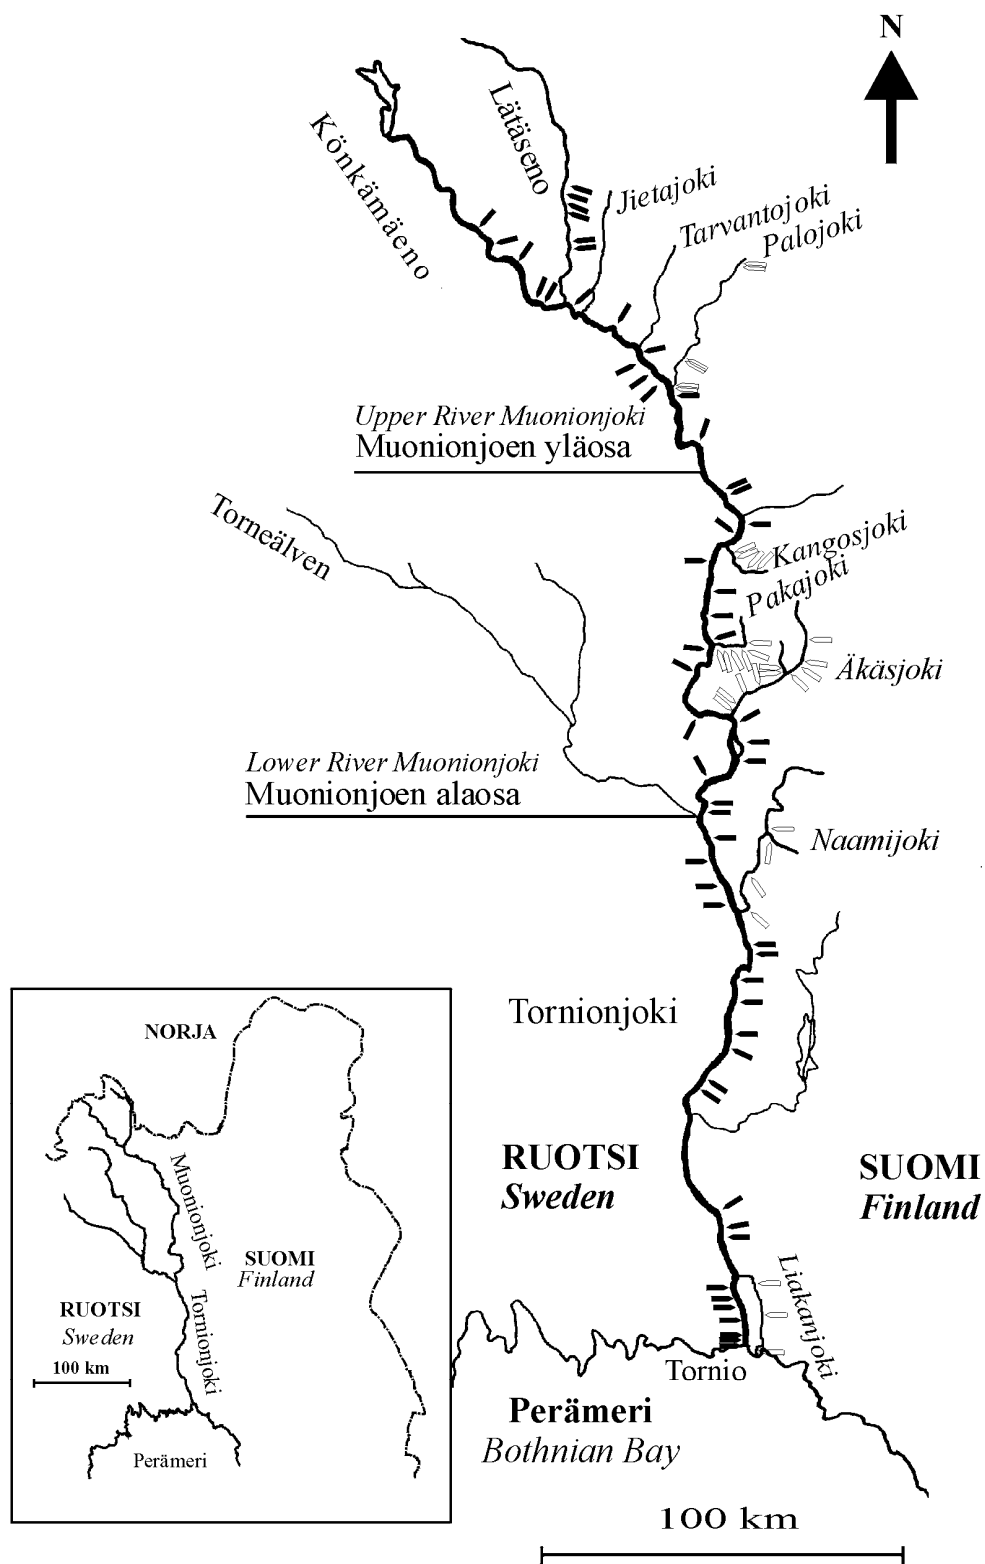 N
Lätäseno
Könkämäeno
Jietajoki
Tarvantojoki
Palojoki
Upper River Muonionjoki
Muonionjoen yläosa
Torneälven
Kangosjoki
Pakajoki
Äkäsjoki
Lower River Muonionjoki
Muonionjoen alaosa
Naamijoki
Tornionjoki
NORJA
RUOTSI
Sweden
SUOMI
Finland
Muonionjoki
SUOMI
Finland
Liakanjoki
RUOTSI
Sweden
Tornionjoki
100 km
Tornio
Perämeri
Bothnian Bay
Perämeri
100 km